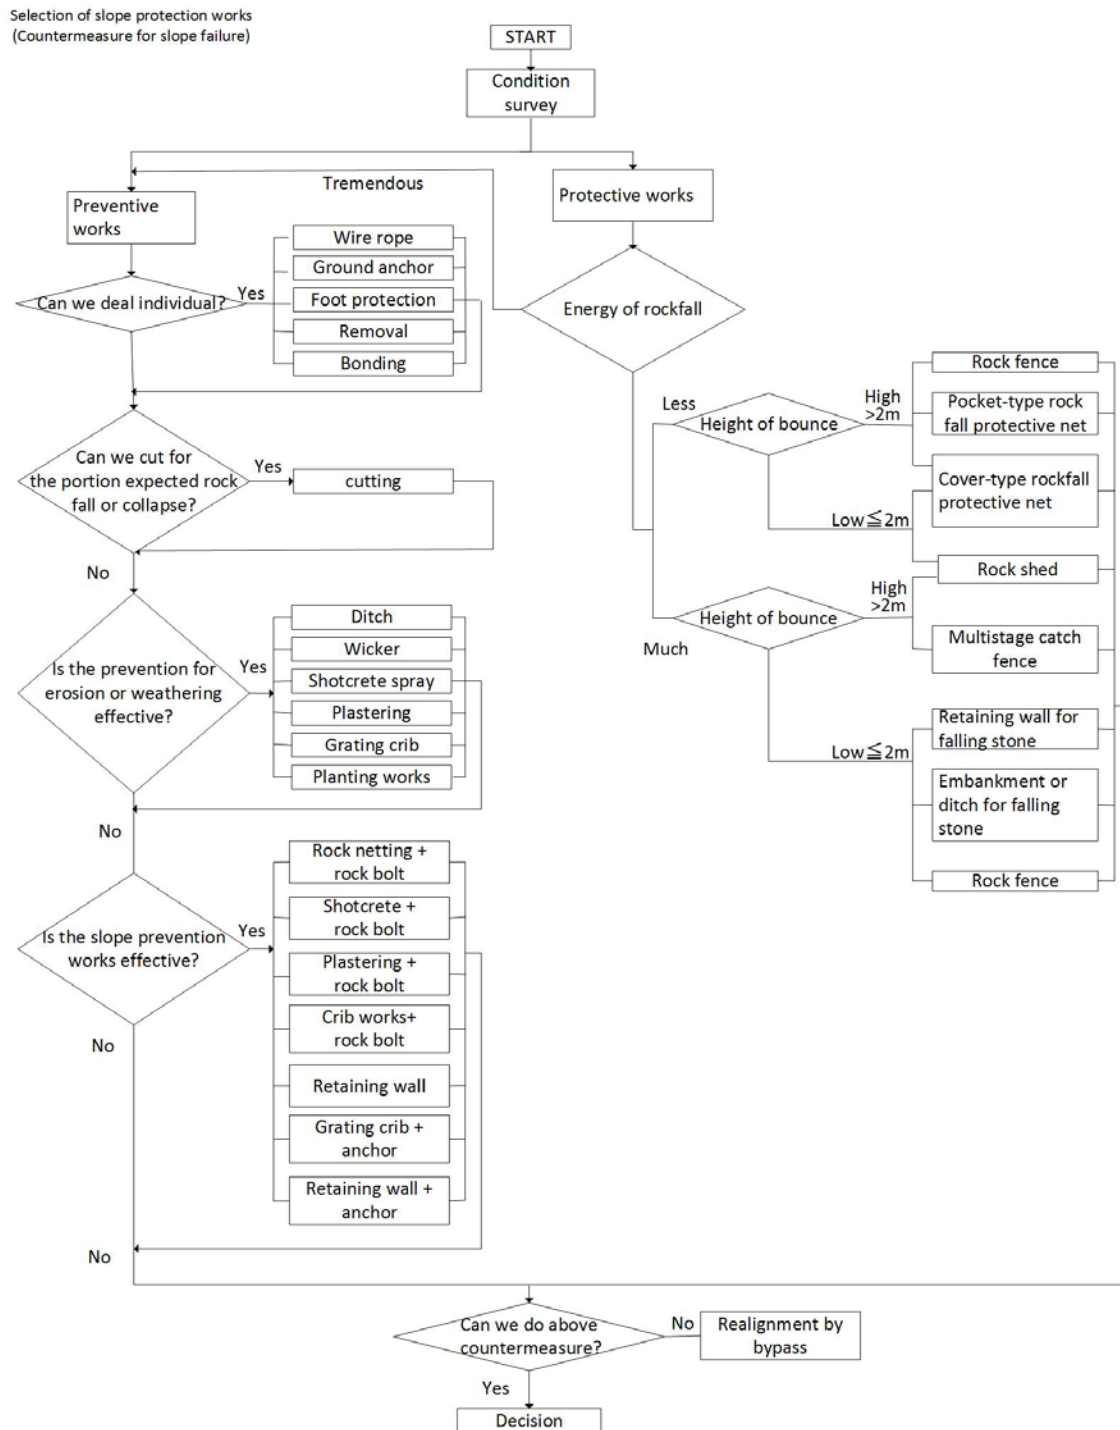 Selection of slope protection works
(Countermeasure for slope failure)
START
Condition
survey
Tremendous
Protective works
Preventive
works
Wire rope
Ground anchor
Can we deal individual?
Yes
Foot protection
Removal
Bonding
Energy of rockfall
Rock fence
Less
Height of bounce
High
>2m
Pocket-type rock
fall protective net
Can we cut for
the portion expected rock
fall or collapse?
Yes
cutting
Cover-type rockfall
protective net
Low≦2m
No
Rock shed
High
>2m
Height of bounce
Much
Multistage catch
fence
Ditch
Wicker
Is the prevention for
erosion or weathering
effective?
Yes
Shotcrete spray
Plastering
Grating crib
Planting works
Retaining wall for
falling stone
Low≦2m
Embankment or
ditch for falling
stone
Rock fence
No
Rock netting +
rock bolt
Shotcrete +
rock bolt
Is the slope prevention
works effective?
Yes
Plastering +
rock bolt
Crib works+
rock bolt
No
Retaining wall
Grating crib +
anchor
Retaining wall +
anchor
No
Can we do above
countermeasure?
No
Realignment by
bypass
Yes
Decision